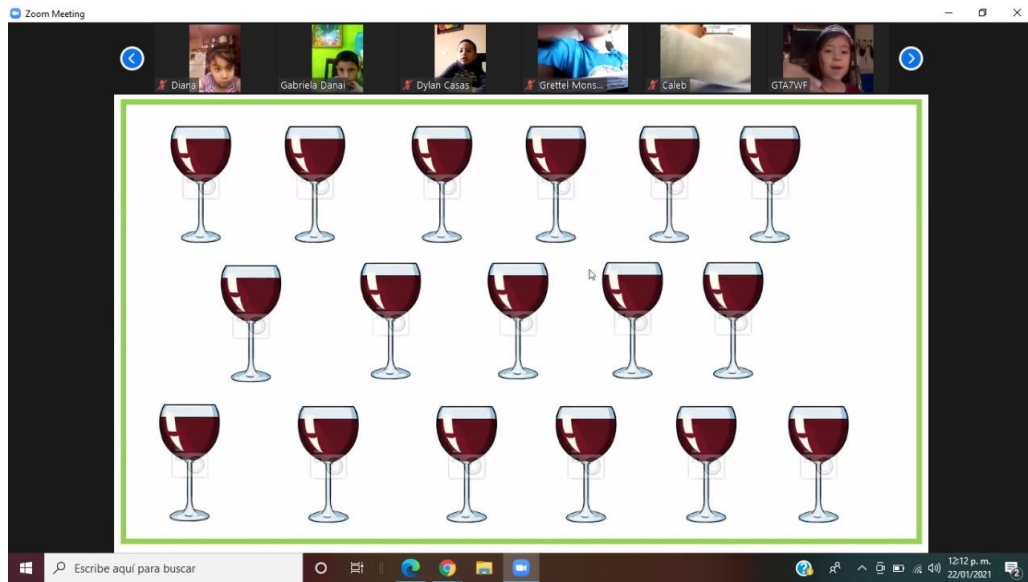 Zoom Meeting
Diana
Gabriela Danai
Dylan Casas
Grettel Mons...
Caleb
GTA7WF
Escribe aquí para buscar
12:12 p. m.
22/01/2021
2